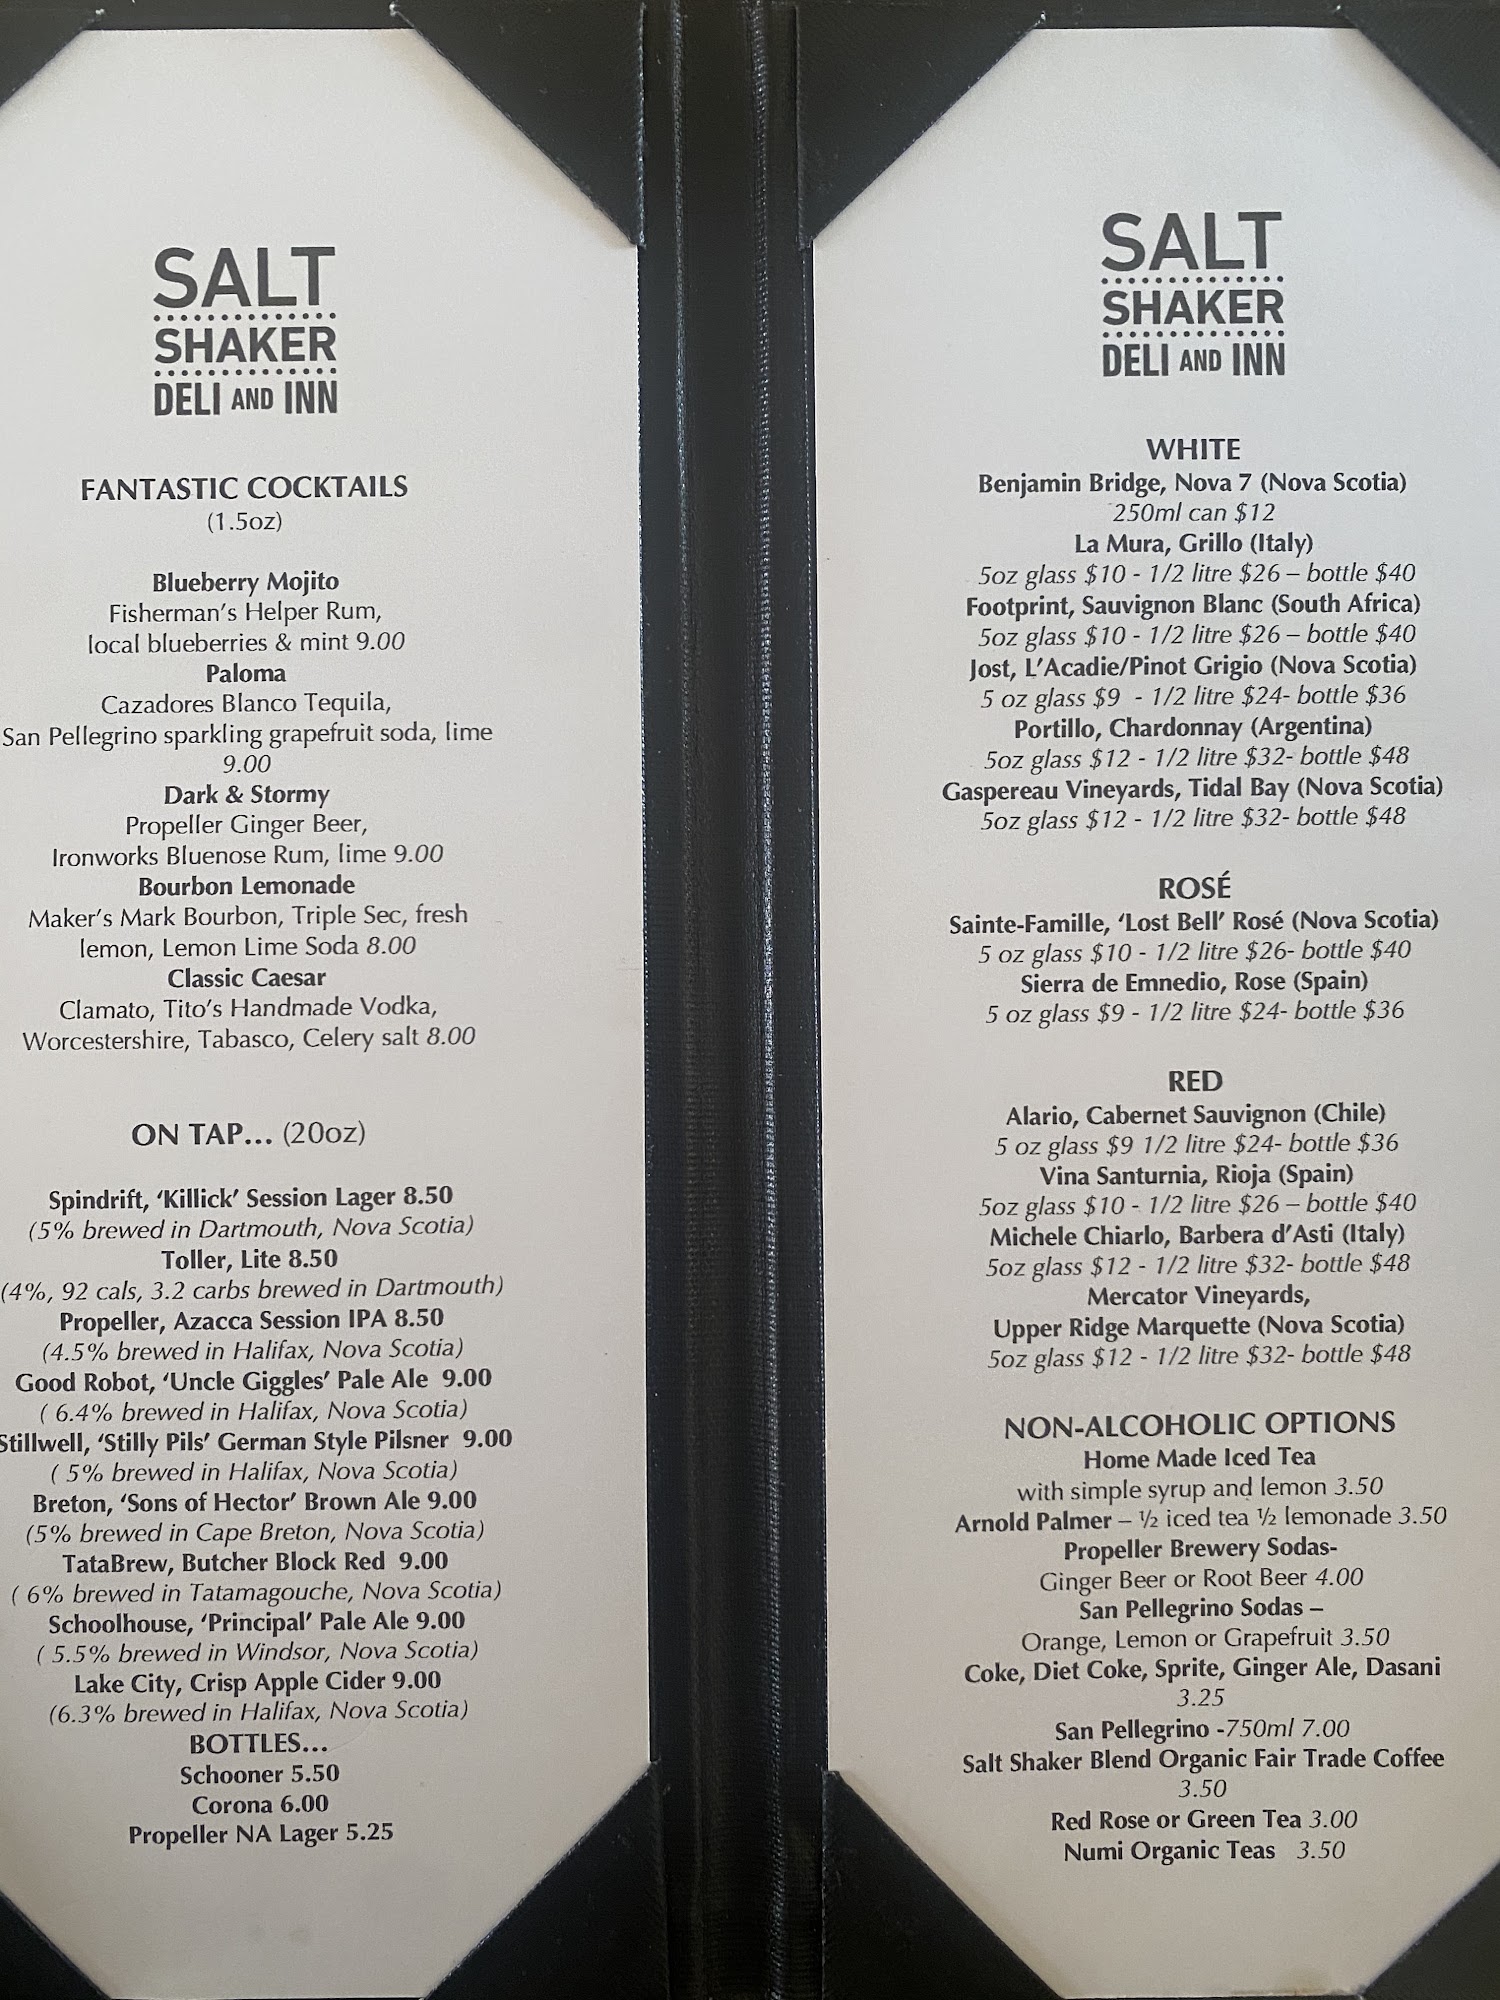 SALT
SHAKER
DELI AND INN
FANTASTIC COCKTAILS
(1.5oz)
Blueberry Mojito
Fisherman's Helper Rum,
local blueberries & mint 9.00
Paloma
Cazadores Blanco Tequila,
San Pellegrino sparkling grapefruit soda, lime
9.00
Dark & Stormy
Propeller Ginger Beer,
Ironworks Bluenose Rum, lime 9.00
Bourbon Lemonade
Maker's Mark Bourbon, Triple Sec, fresh
lemon, Lemon Lime Soda 8.00
Classic Caesar
Clamato, Tito's Handmade Vodka,
Worcestershire, Tabasco, Celery salt 8.00
ON TAP... (20oz)
Spindrift, 'Killick' Session Lager 8.50
(5% brewed in Dartmouth, Nova Scotia)
Toller, Lite 8.50
(4%, 92 cals, 3.2 carbs brewed in Dartmouth)
Propeller, Azacca Session IPA 8.50
(4.5% brewed in Halifax, Nova Scotia)
Good Robot, 'Uncle Giggles' Pale Ale 9.00
( 6.4% brewed in Halifax, Nova Scotia)
Stillwell, 'Stilly Pils' German Style Pilsner 9.00
( 5% brewed in Halifax, Nova Scotia)
Breton, 'Sons of Hector' Brown Ale 9.00
(5% brewed in Cape Breton, Nova Scotia)
TataBrew, Butcher Block Red 9.00
( 6% brewed in Tatamagouche, Nova Scotia)
Schoolhouse, 'Principal' Pale Ale 9.00
( 5.5% brewed in Windsor, Nova Scotia)
Lake City, Crisp Apple Cider 9.00
(6.3% brewed in Halifax, Nova Scotia)
BOTTLES...
Schooner 5.50
Corona 6.00
Propeller NA Lager 5.25
SALT
SHAKER
DELI AND INN
WHITE
Benjamin Bridge, Nova 7 (Nova Scotia)
250ml can $12
La Mura, Grillo (Italy)
5oz glass $10 - 1/2 litre $26 – bottle $40
Footprint, Sauvignon Blanc (South Africa)
5oz glass $10 - 1/2 litre $26 – bottle $40
Jost, L'Acadie/Pinot Grigio (Nova Scotia)
5 oz glass $9 - 1/2 litre $24- bottle $36
Portillo, Chardonnay (Argentina)
5oz glass $12 - 1/2 litre $32- bottle $48
Gaspereau Vineyards, Tidal Bay (Nova Scotia)
5oz glass $12 - 1/2 litre $32- bottle $48
ROSÉ
Sainte-Famille, 'Lost Bell' Rosé (Nova Scotia)
5 oz glass $10 - 1/2 litre $26- bottle $40
Sierra de Emnedio, Rose (Spain)
5 oz glass $9 - 1/2 litre $24- bottle $36
RED
Alario, Cabernet Sauvignon (Chile)
5 oz glass $9 1/2 litre $24- bottle $36
Vina Santurnia, Rioja (Spain)
5oz glass $10 - 1/2 litre $26 – bottle $40
Michele Chiarlo, Barbera d'Asti (Italy)
5oz glass $12 - 1/2 litre $32- bottle $48
Mercator Vineyards,
Upper Ridge Marquette (Nova Scotia)
5oz glass $12 - 1/2 litre $32- bottle $48
NON-ALCOHOLIC OPTIONS
Home Made Iced Tea
with simple syrup and lemon 3.50
Arnold Palmer – ½ iced tea ½ lemonade 3.50
Propeller Brewery Sodas-
Ginger Beer or Root Beer 4.00
San Pellegrino Sodas –
Orange, Lemon or Grapefruit 3.50
Coke, Diet Coke, Sprite, Ginger Ale, Dasani
3.25
San Pellegrino -750ml 7.00
Salt Shaker Blend Organic Fair Trade Coffee
3.50
Red Rose or Green Tea 3.00
Numi Organic Teas 3.50